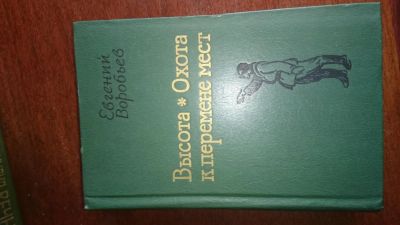 Евгений
Воробьев
Высота * Охота
к перемене мест